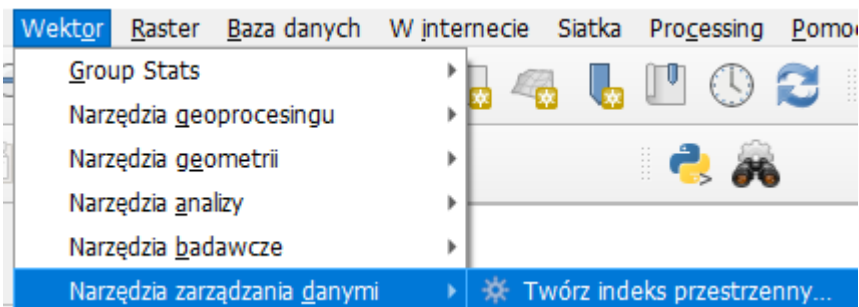 Wektor Raster Baza danych W internecie Siatka Processing
Group Stats
Narzędzia geoprocesingu
Narzędzia geometrii
Narzędzia analizy
Narzędzia badawcze
Narzędzia zarządzania danymi
Twórz indeks przestrzenny...